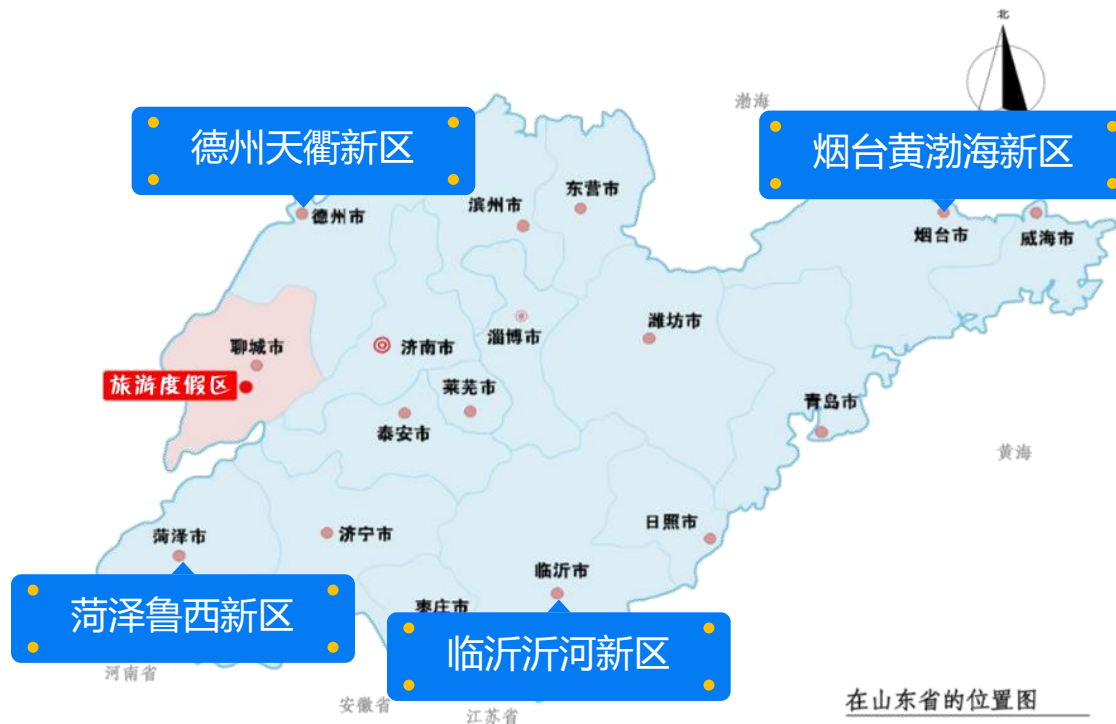 北
渤海
德州天衢新区
烟台黄渤海新区
东营市
滨州市
德州市
烟台市
威海市
潍坊市
淄博市
聊城市
济南市
旅游度假区
莱芜市
青岛市
泰安市
黄海
日照市
济宁市
菏泽市
临沂市
枣庄市
菏泽鲁西新区
临沂沂河新区
河南省
安徽省
江苏省
在山东省的位置图